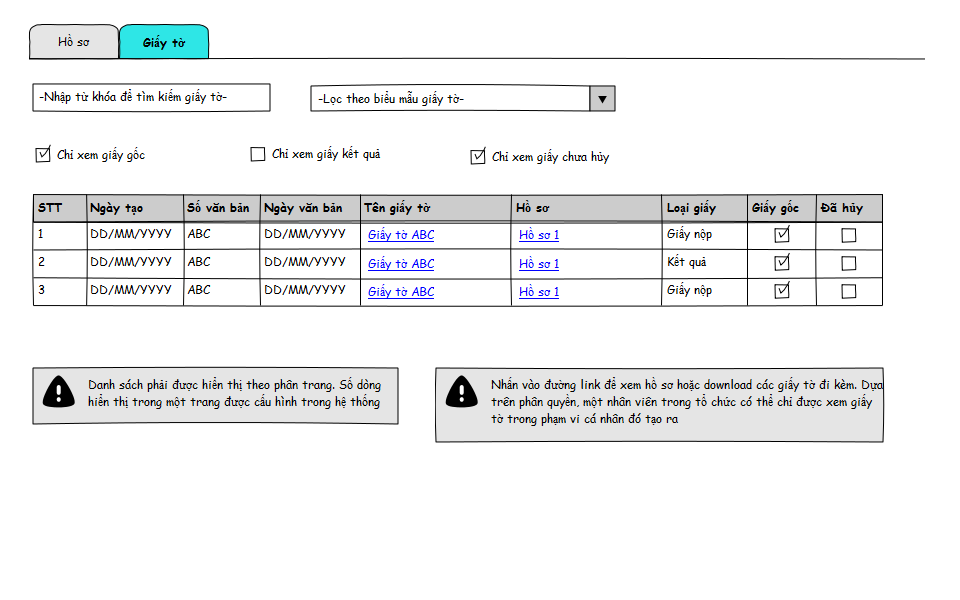 Hồ sơ
Giấy tờ
-Nhập từ khóa để tìm kiếm giấy tờ-
-Lọc theo biểu mẫu giấy tờ-
Chỉ xem giấy gốc
Chỉ xem giấy kết quả
Chỉ xem giấy chưa hủy
STT Ngày tạo Số văn bản Ngày văn bản Tên giấy tờ Hồ sơ Loại giấy Giấy gốc Đã hủy
1 DD/MM/YYYY ABC DD/MM/YYYY Giấy tờ ABC Hồ sơ 1 Giấy nộp
2 DD/MM/YYYY ABC DD/MM/YYYY Giấy tờ ABC Hồ sơ 1 Kết quả
3 DD/MM/YYYY ABC DD/MM/YYYY Giấy tờ ABC Hồ sơ 1 Giấy nộp
Danh sách phải được hiển thị theo phân trang. Số dòng
hiển thị trong một trang được cấu hình trong hệ thống
Nhấn vào đường link để xem hồ sơ hoặc download các giấy tờ đi kèm. Dựa
trên phân quyền, một nhân viên trong tổ chức có thể chỉ được xem giấy
tờ trong phạm vi cá nhân đó tạo ra